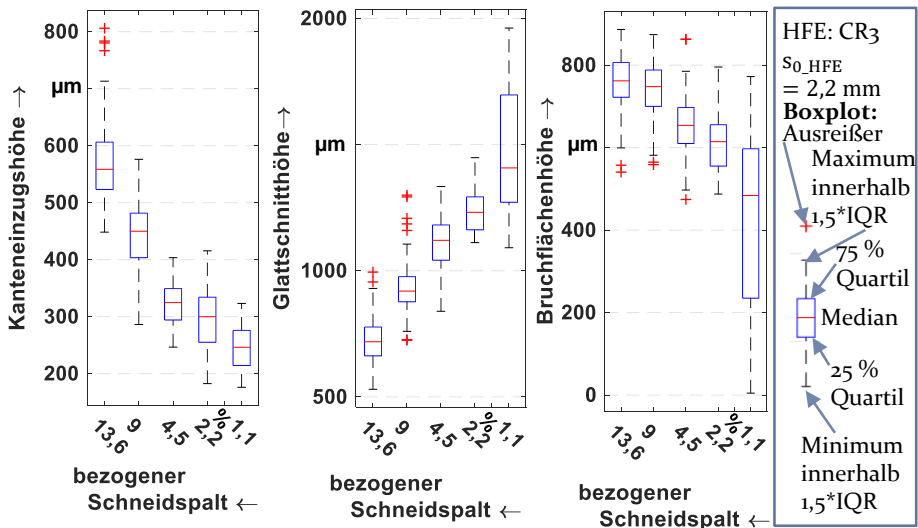 Kanteneinzugshöhe →
800
µm
600
500
400
300
200
13,6
9
4,5
2,2
%
1,1
bezogener
Schneidspalt ←
Glattschnitthöhe →
2000
µm
1000
500
13,6
9
4,5
2,2
%
1,1
bezogener
Schneidspalt ←
Bruchflächenhöhe →
800
µm
400
200
0
13,6
9
4,5
2,2
%
1,1
bezogener
Schneidspalt ←
HFE: CR3
s0_HFE
= 2,2 mm
Boxplot:
Ausreißer
Maximum
innerhalb
1,5*IQR
75 %
Quartil
Median
25 %
Quartil
Minimum
innerhalb
1,5*IQR